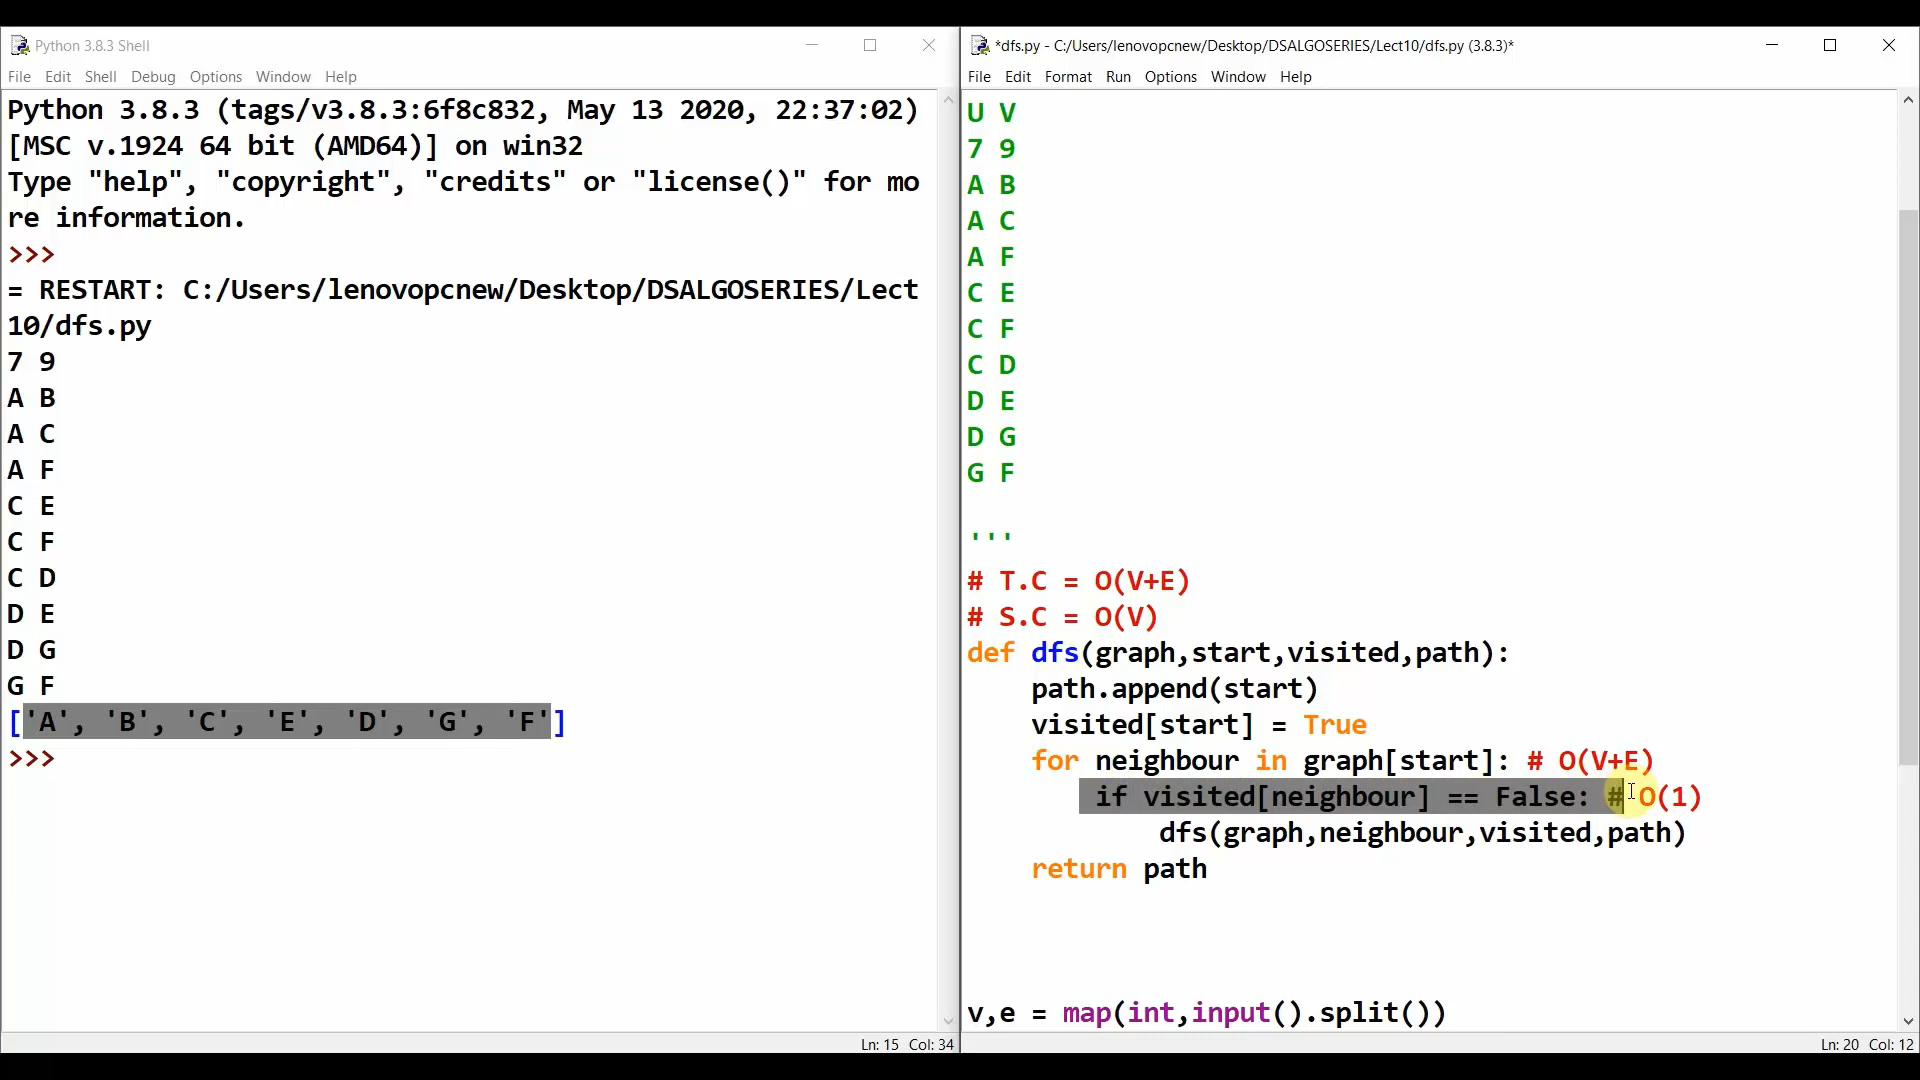 Python 3.8.3 Shell
File Edit Shell Debug Options Window Help
Python 3.8.3 (tags/v3.8.3:6f8c832, May 13 2020, 22:37:02)
[MSC v.1924 64 bit (AMD64)] on win32
Type "help", "copyright", "credits" or "license()" for mo
re information.
>>>
= RESTART: C:/Users/lenovopcnew/Desktop/DSALGOSERIES/Lect
10/dfs.py
7 9
A B
A C
A F
C E
C F
C D
D E
D G
G F
['A', 'B', 'C', 'E', 'D', 'G', 'F']
>>>
Ln: 15 Col: 34
*dfs.py - C:/Users/lenovopcnew/Desktop/DSALGOSERIES/Lect10/dfs.py (3.8.3)*
File Edit Format Run Options Window Help
U V
7 9
A B
A C
A F
C E
C F
C D
D E
D G
G F
'''
# T.C = O(V+E)
# S.C = O(V)
def dfs(graph,start,visited,path):
path.append(start)
visited[start] = True
for neighbour in graph[start]: # O(V+E)
if visited[neighbour] == False: # O(1)
dfs(graph,neighbour,visited,path)
return path
v,e = map(int,input().split())
Ln: 20 Col: 12